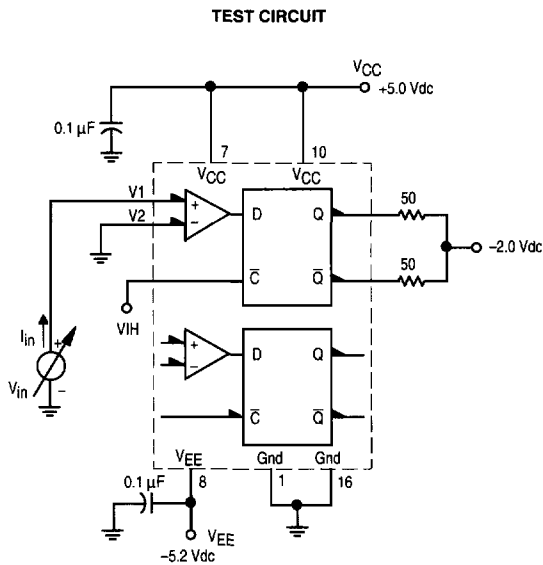 TEST CIRCUIT
VCC
+5.0 Vdc
0.1 µF
7
10
VCC
VCC
V1
V2
+
−
D
Q
50
−2.0 Vdc
C̅
Q̅
50
VIH
Iin
+
Vin
−
+
−
D
Q
C̅
Q̅
VEE
Gnd
Gnd
0.1 µF
8
1
16
VEE
−5.2 Vdc